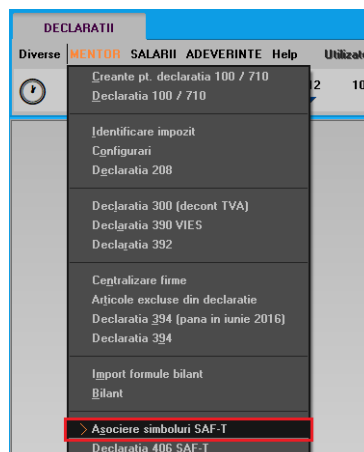 DECLARATII
Diverse MENTOR SALARII ADEVERINTE Help Utilizato
12 10
Creante pt. declaratia 100 / 710
Declaratia 100 / 710
Identificare impozit
Configurari
Declaratia 208
Declaratia 300 (decont TVA)
Declaratia 390 VIES
Declaratia 392
Centralizare firme
Articole excluse din declaratie
Declaratia 394 (pana in iunie 2016)
Declaratia 394
Import formule bilant
Bilant
> Asociere simboluri SAF-T
Declaratia 406 SAF-T